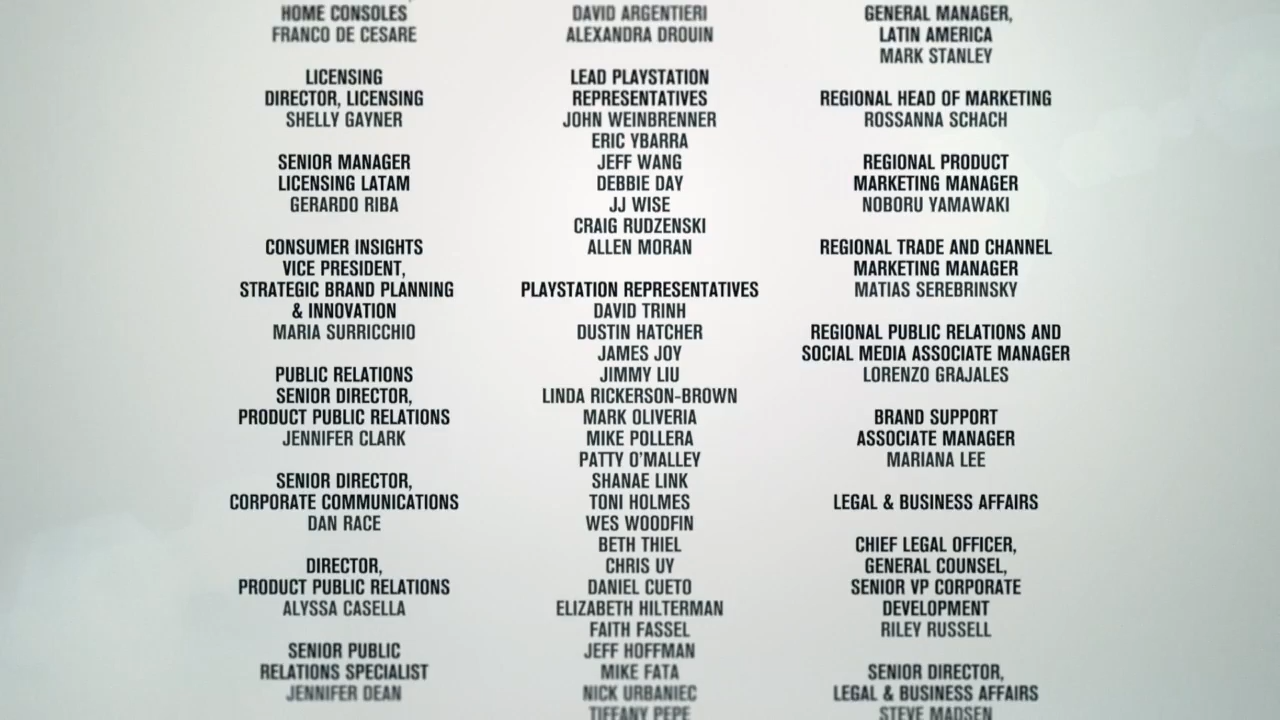 HOME CONSOLES
FRANCO DE CESARE
LICENSING
DIRECTOR, LICENSING
SHELLY GAYNER
SENIOR MANAGER
LICENSING LATAM
GERARDO RIBA
CONSUMER INSIGHTS
VICE PRESIDENT,
STRATEGIC BRAND PLANNING
& INNOVATION
MARIA SURRICCHIO
PUBLIC RELATIONS
SENIOR DIRECTOR,
PRODUCT PUBLIC RELATIONS
JENNIFER CLARK
SENIOR DIRECTOR,
CORPORATE COMMUNICATIONS
DAN RACE
DIRECTOR,
PRODUCT PUBLIC RELATIONS
ALYSSA CASELLA
SENIOR PUBLIC
RELATIONS SPECIALIST
JENNIFER DEAN
DAVID ARGENTIERI
ALEXANDRA DROUIN
LEAD PLAYSTATION
REPRESENTATIVES
JOHN WEINBRENNER
ERIC YBARRA
JEFF WANG
DEBBIE DAY
JJ WISE
CRAIG RUDZENSKI
ALLEN MORAN
PLAYSTATION REPRESENTATIVES
DAVID TRINH
DUSTIN HATCHER
JAMES JOY
JIMMY LIU
LINDA RICKERSON-BROWN
MARK OLIVERIA
MIKE POLLERA
PATTY O'MALLEY
SHANAE LINK
TONI HOLMES
WES WOODFIN
BETH THIEL
CHRIS UY
DANIEL CUETO
ELIZABETH HILTERMAN
FAITH FASSEL
JEFF HOFFMAN
MIKE FATA
NICK URBANIEC
TIFFANY PEPE
GENERAL MANAGER,
LATIN AMERICA
MARK STANLEY
REGIONAL HEAD OF MARKETING
ROSSANNA SCHACH
REGIONAL PRODUCT
MARKETING MANAGER
NOBORU YAMAWAKI
REGIONAL TRADE AND CHANNEL
MARKETING MANAGER
MATIAS SEREBRINSKY
REGIONAL PUBLIC RELATIONS AND
SOCIAL MEDIA ASSOCIATE MANAGER
LORENZO GRAJALES
BRAND SUPPORT
ASSOCIATE MANAGER
MARIANA LEE
LEGAL & BUSINESS AFFAIRS
CHIEF LEGAL OFFICER,
GENERAL COUNSEL,
SENIOR VP CORPORATE
DEVELOPMENT
RILEY RUSSELL
SENIOR DIRECTOR,
LEGAL & BUSINESS AFFAIRS
STEVE MADSEN